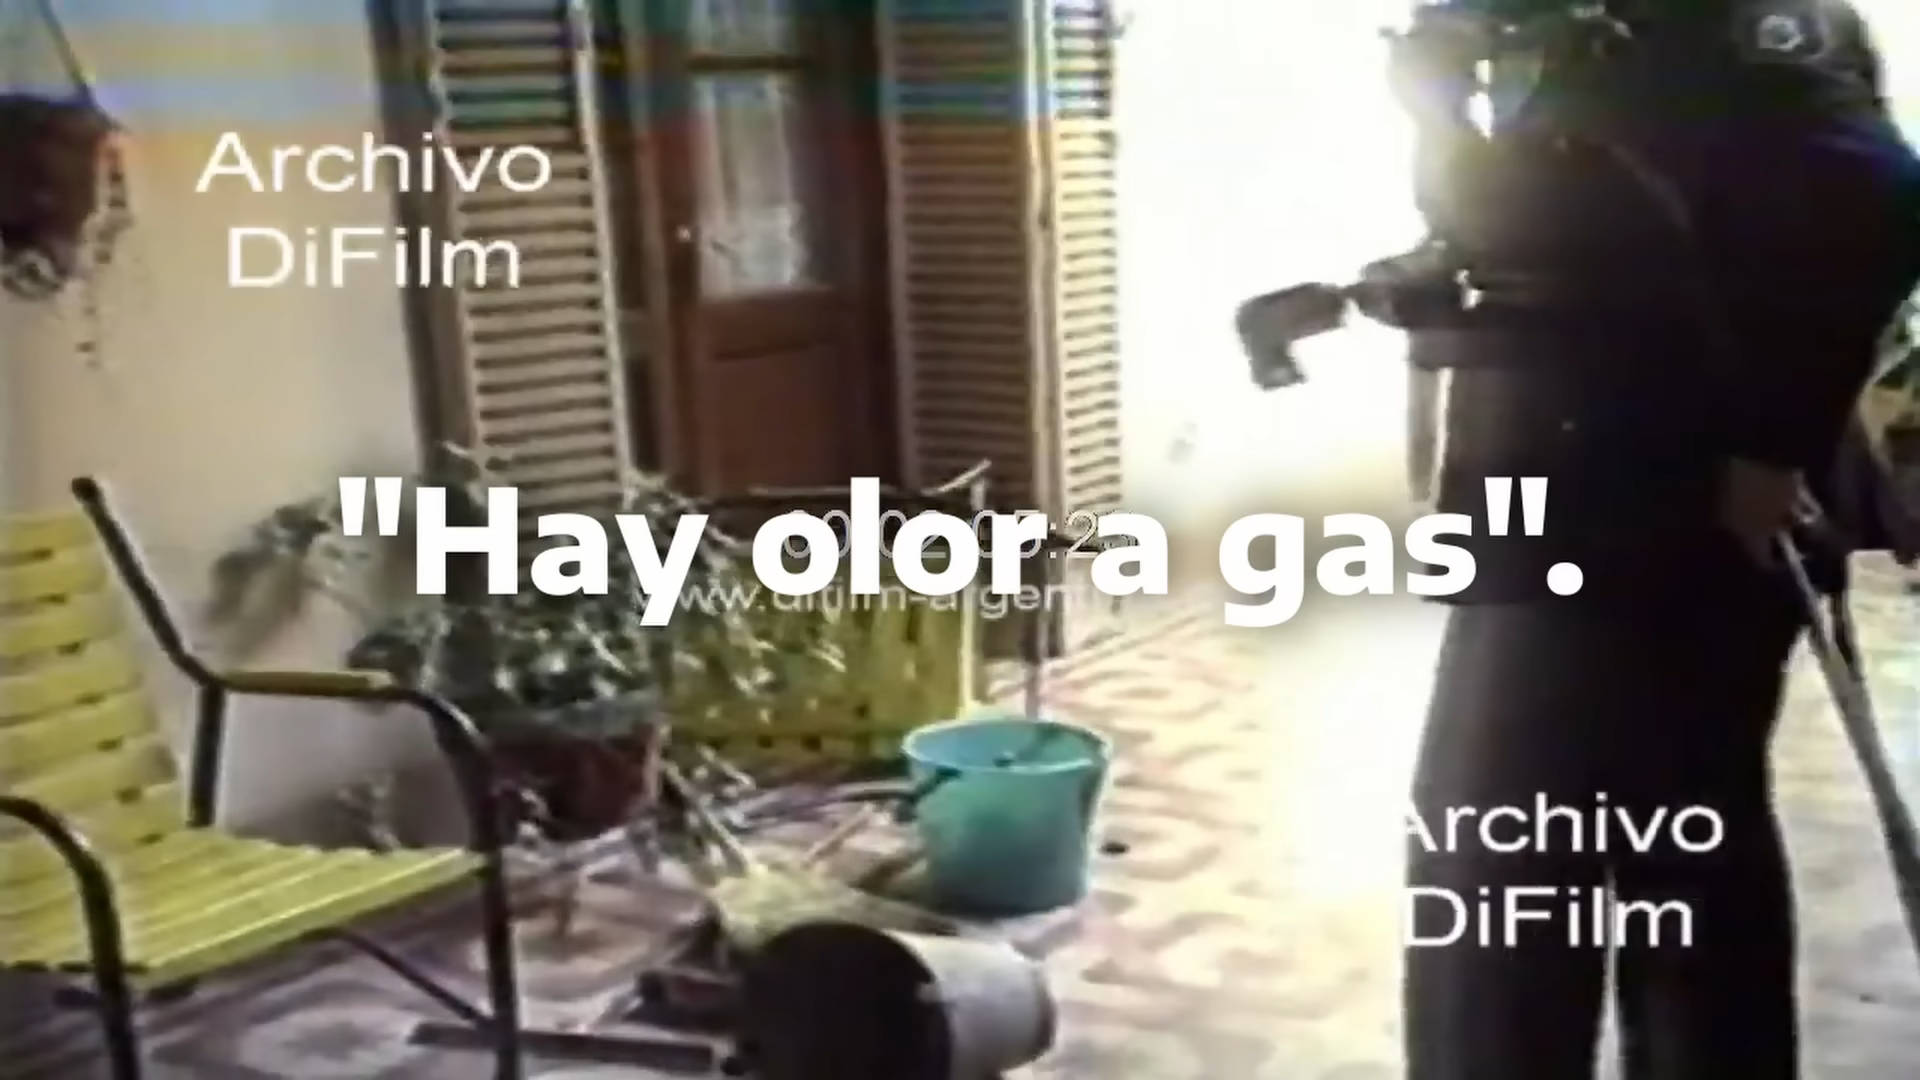 Archivo
DiFilm
"Hay olor a gas".
Archivo
DiFilm